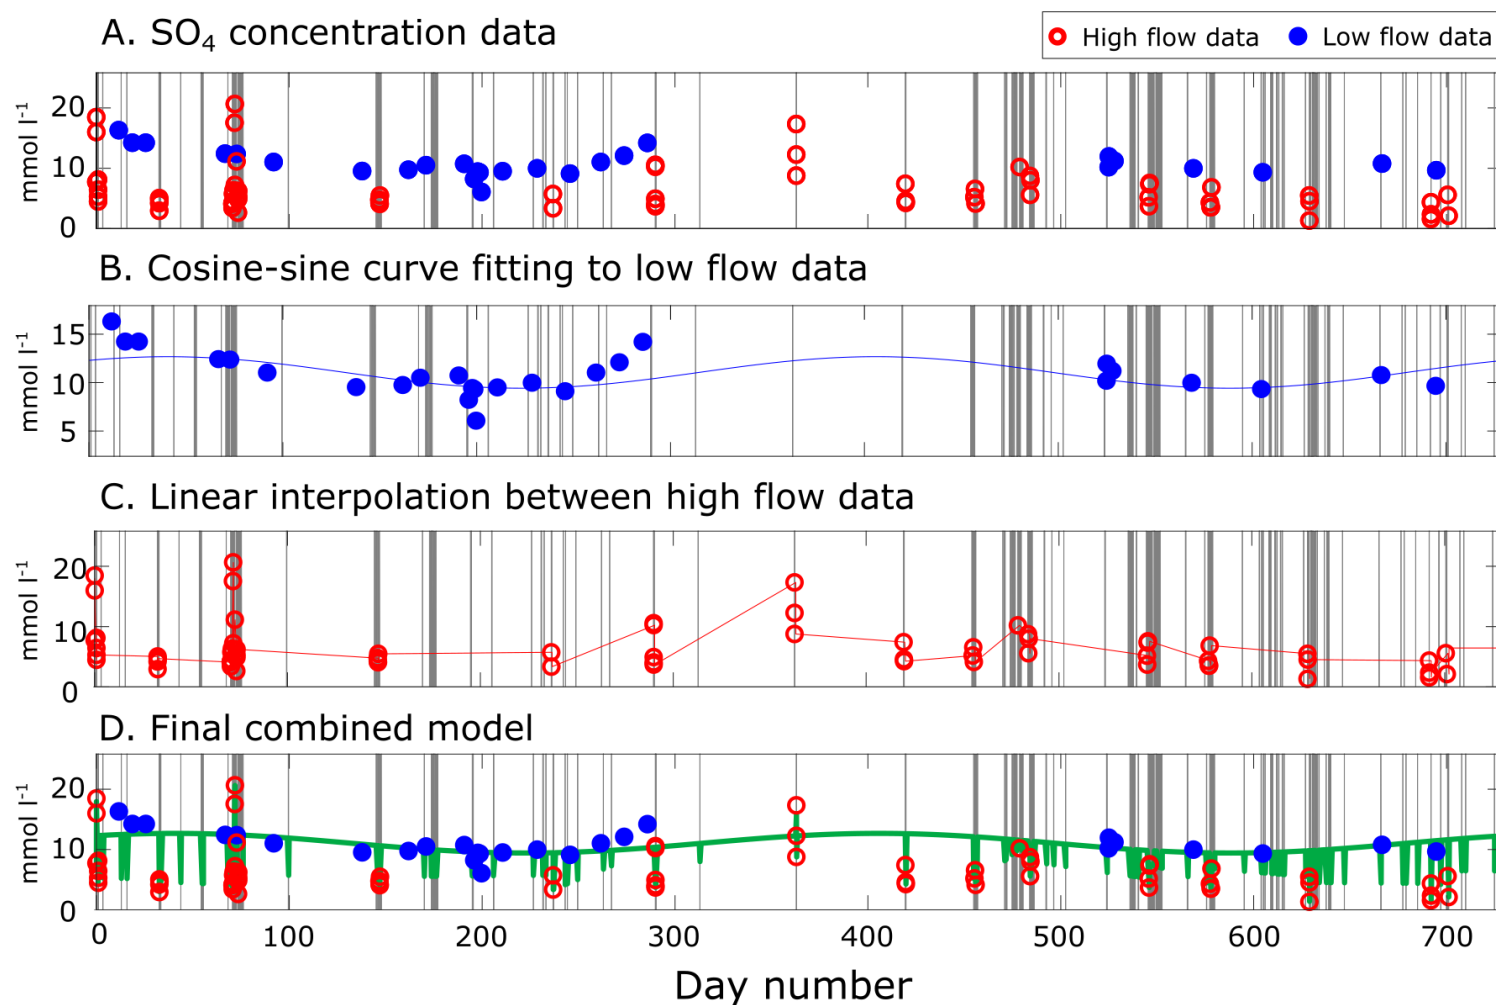 A. SO₄ concentration data
High flow data
Low flow data
mmol l⁻¹
20
10
0
B. Cosine-sine curve fitting to low flow data
mmol l⁻¹
15
10
5
C. Linear interpolation between high flow data
mmol l⁻¹
20
10
0
D. Final combined model
mmol l⁻¹
20
10
0
0 100 200 300 400 500 600 700
Day number